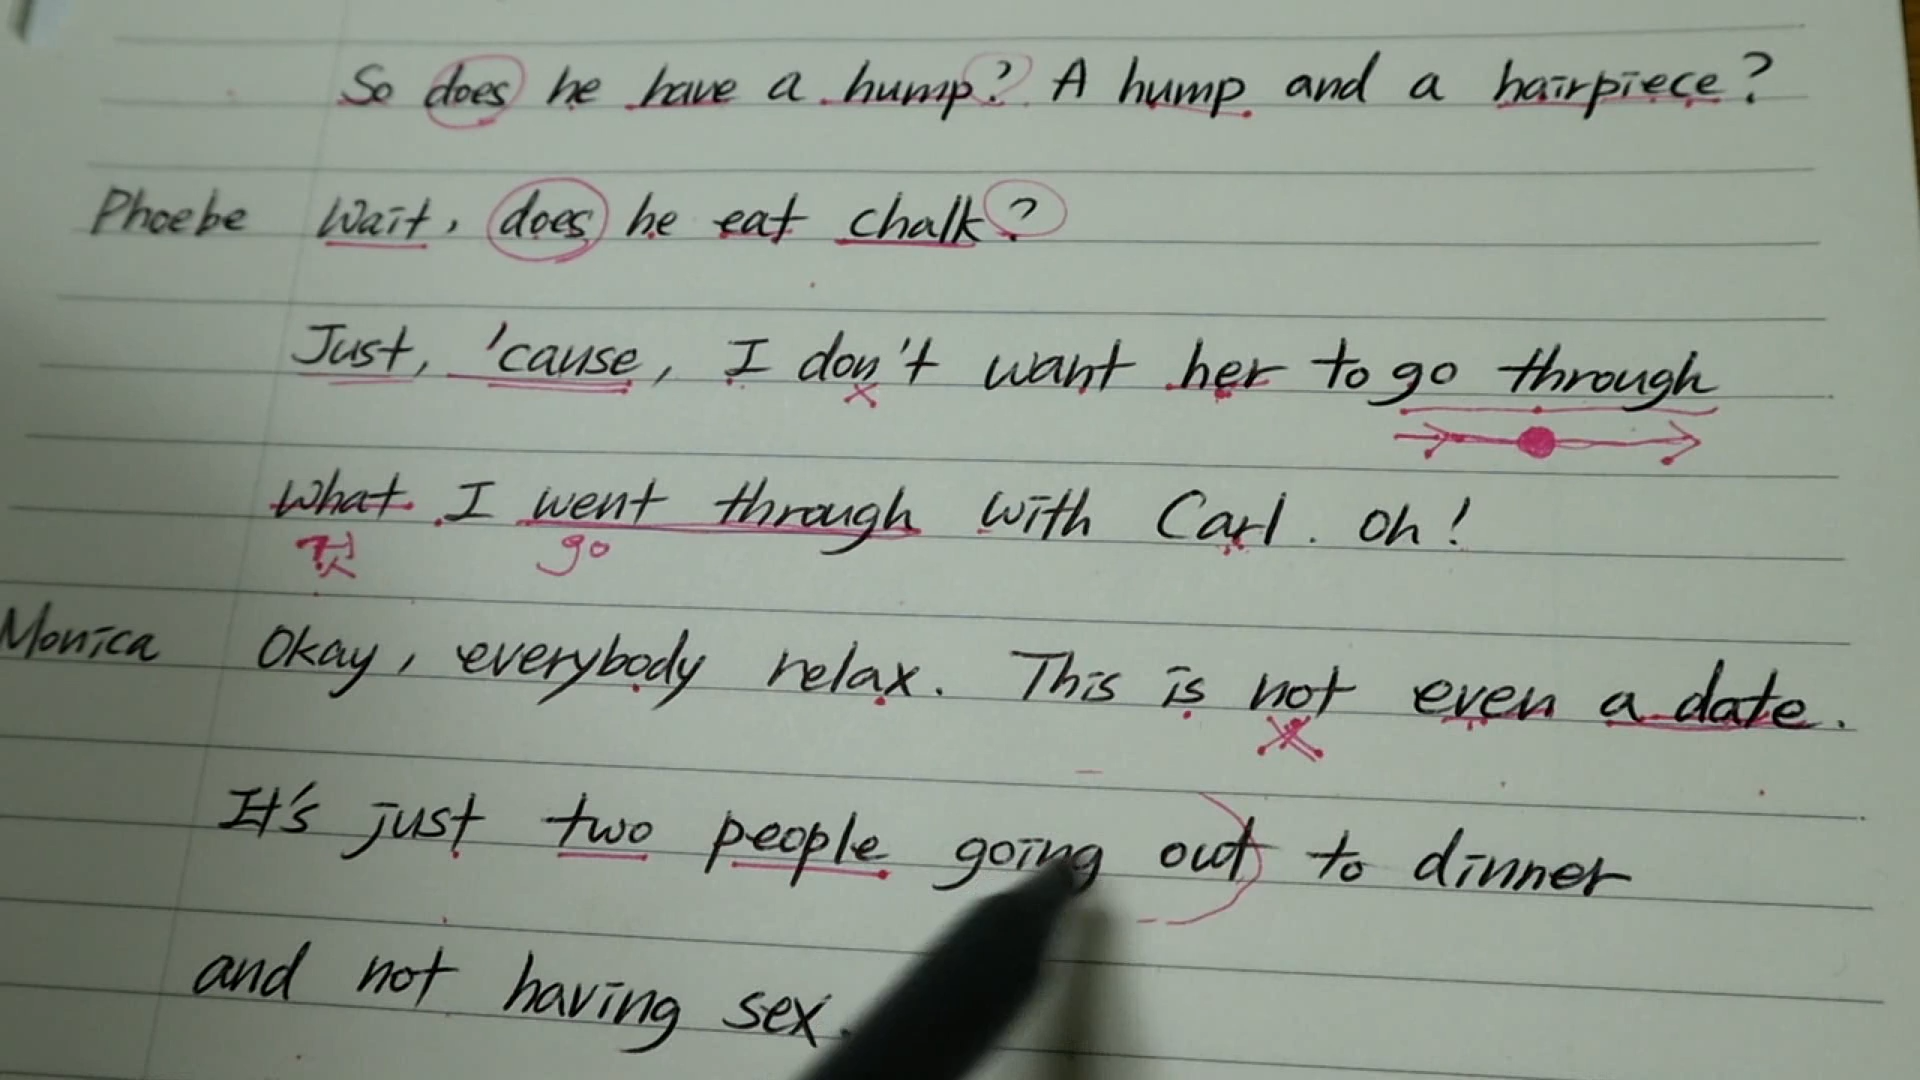 So does he have a hump? A hump and a hairpiece?
Phoebe Wait, does he eat chalk?
Just, 'cause, I don't want her to go through
What I went through with Carl. oh!
것 go
Monica Okay, everybody relax. This is not even a date.
It's just two people going out to dinner
and not having sex.